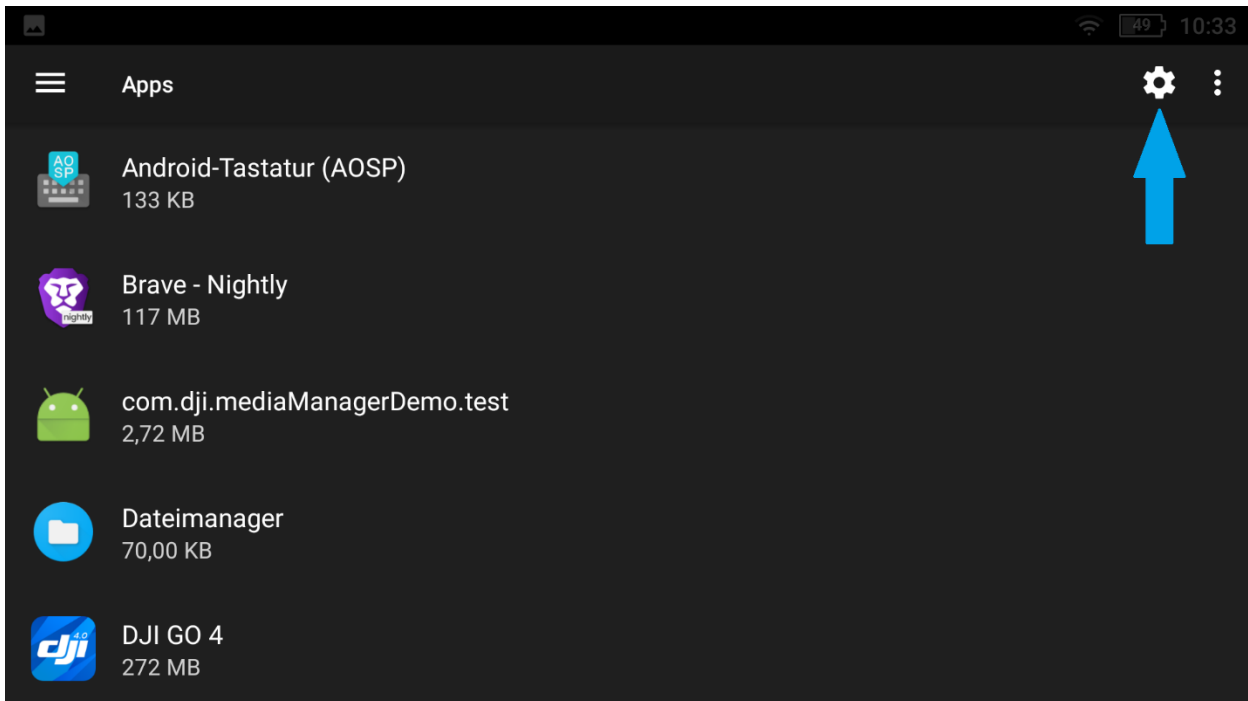 49 10:33
Apps
AO
SP
Android-Tastatur (AOSP)
133 KB
Brave - Nightly
nightly
117 MB
com.dji.mediaManagerDemo.test
2,72 MB
Dateimanager
70,00 KB
dji 4.0
DJI GO 4
272 MB